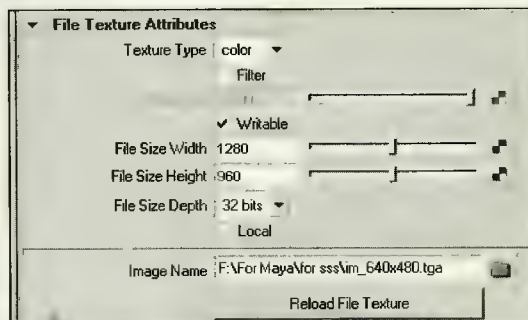 File Texture Attributes
Texture Type color
Filter
Writable
File Size Width 1280
File Size Height 960
File Size Depth 32 bits
Local
Image Name F:\For Maya\for sss\im_640x480.tga
Reload File Texture